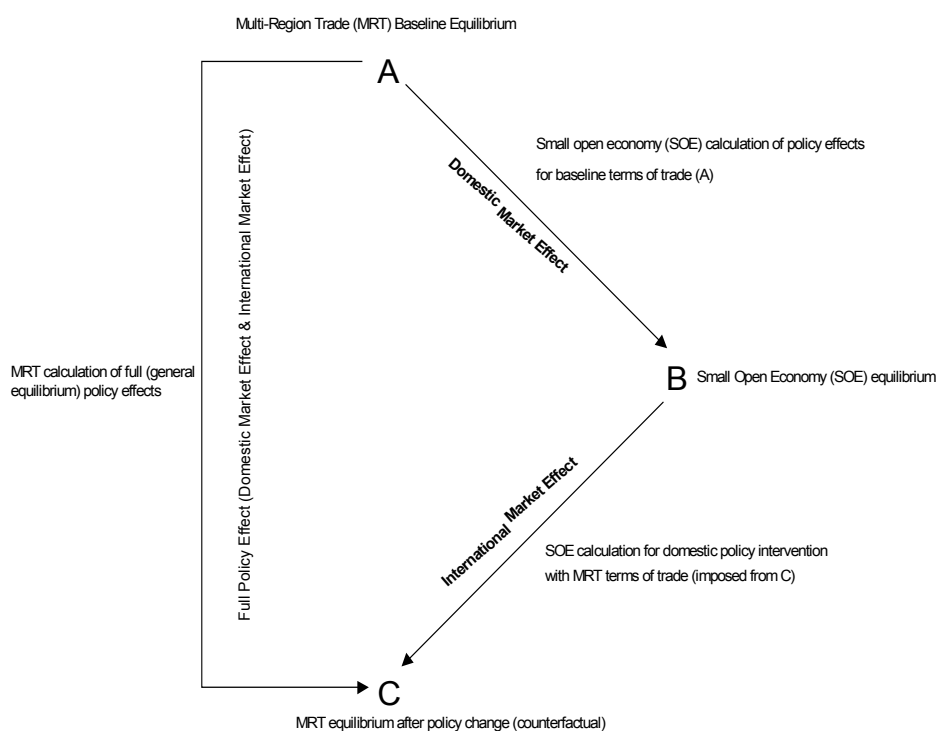 Multi-Region Trade (MRT) Baseline Equilibrium
A
Small open economy (SOE) calculation of policy effects
for baseline terms of trade (A)
Domestic Market Effect
Full Policy Effect (Domestic Market Effect & International Market Effect)
MRT calculation of full (general
equilibrium) policy effects
B
Small Open Economy (SOE) equilibrium
International Market Effect
SOE calculation for domestic policy intervention
with MRT terms of trade (imposed from C)
C
MRT equilibrium after policy change (counterfactual)